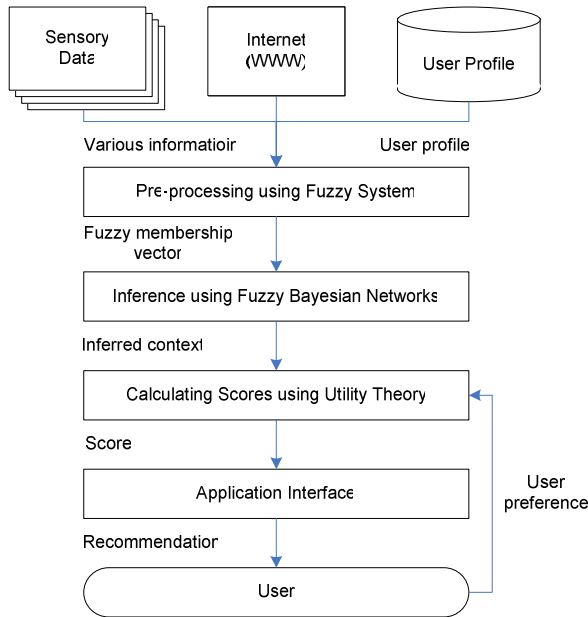 Sensory
Data
Internet
(WWW)
User Profile
Various informatioir
User profile
Pre-processing using Fuzzy System
Fuzzy membership
vector
Inference using Fuzzy Bayesian Networks
Inferred context
Calculating Scores using Utility Theory
Score
User
preference
Application Interface
Recommendation
User